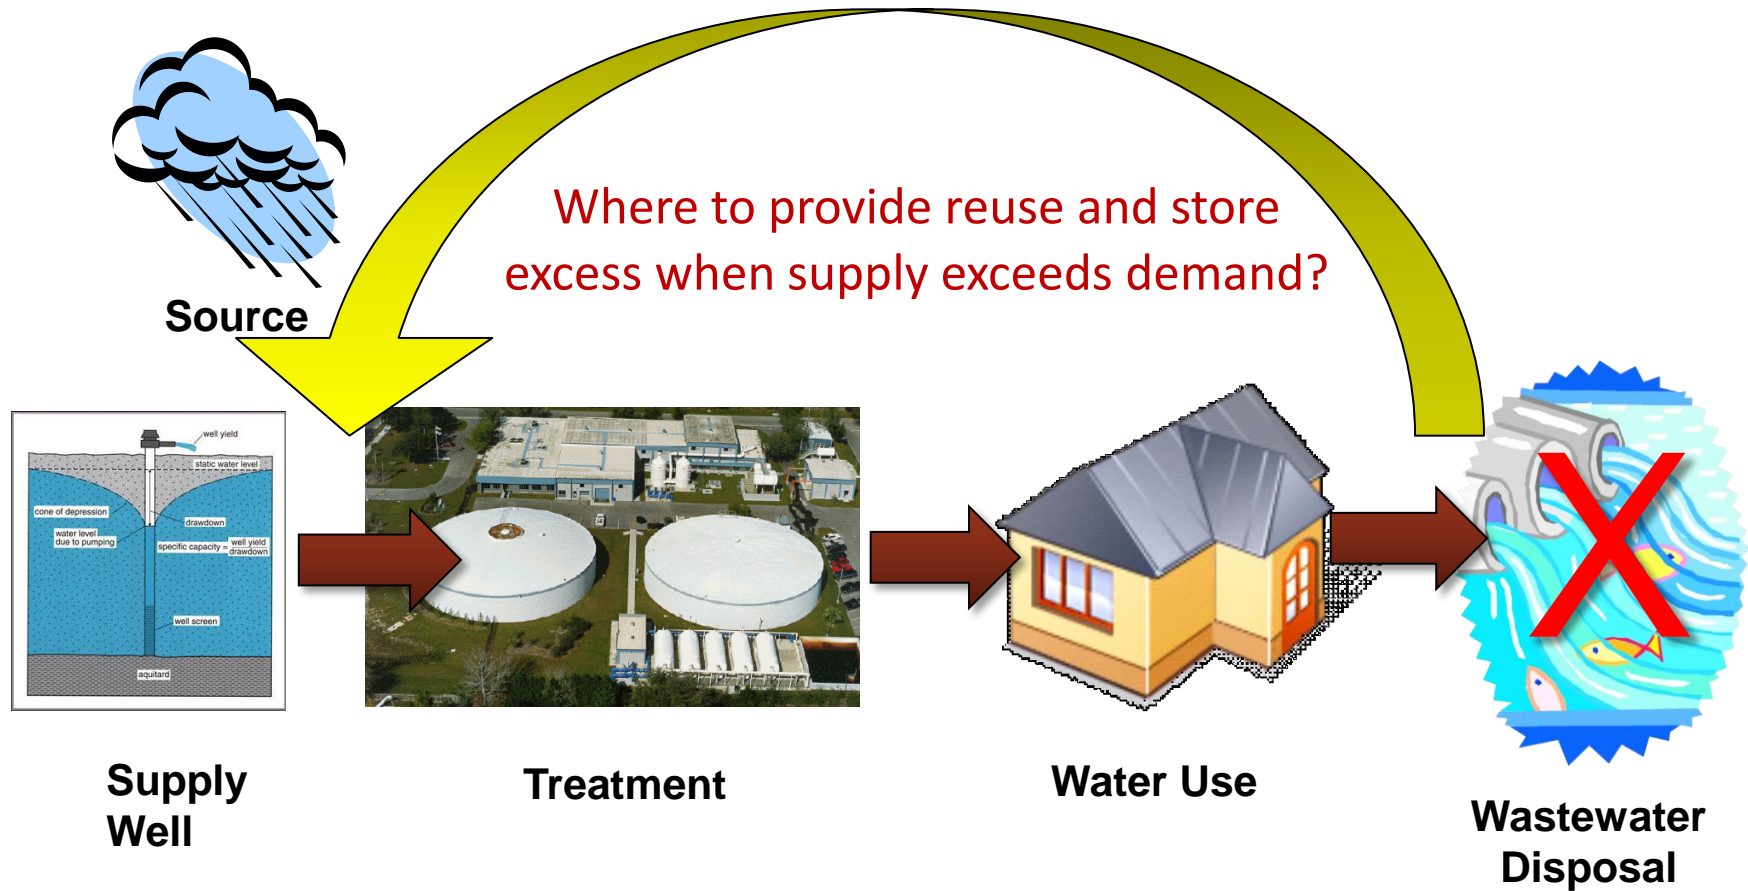 Where to provide reuse and store
excess when supply exceeds demand?
Source
well yield
static water level
cone of depression
drawdown
water level
due to pumping
specific capacity = well yield
drawdown
well screen
aquitard
X
Supply
Well
Treatment
Water Use
Wastewater
Disposal